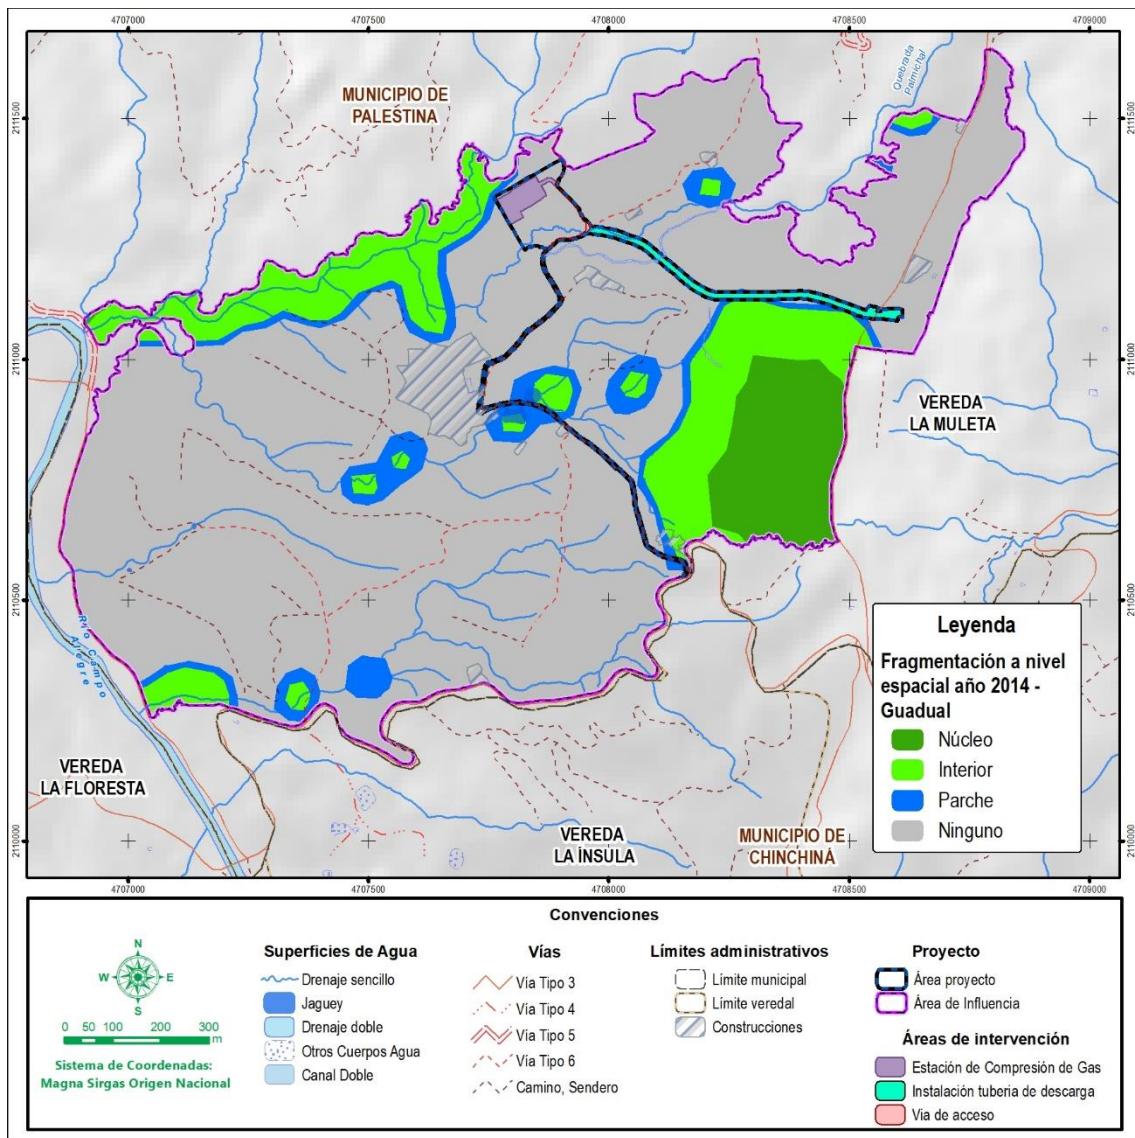 4707000
4707500
4708000
4708500
4709000
2111500
2111500
2111000
2111000
2110500
2110500
2110000
2110000
MUNICIPIO DE
PALESTINA
Quebrada
Palmichal
VEREDA
LA MULETA
Río Campo
Alegre
VEREDA
LA FLORESTA
VEREDA
LA ÍNSULA
MUNICIPIO DE
CHINCHINÁ
Leyenda
Fragmentación a nivel
espacial año 2014 -
Guadual
Núcleo
Interior
Parche
Ninguno
4707000
4707500
4708000
4708500
4709000
Convenciones
N
W
E
S
0 50 100 200 300
m
Sistema de Coordenadas:
Magna Sirgas Origen Nacional
Superficies de Agua
Drenaje sencillo
Jaguey
Drenaje doble
Otros Cuerpos Agua
Canal Doble
Vías
Vía Tipo 3
Vía Tipo 4
Vía Tipo 5
Vía Tipo 6
Camino, Sendero
Límites administrativos
Límite municipal
Límite veredal
Construcciones
Proyecto
Área proyecto
Área de Influencia
Áreas de intervención
Estación de Compresión de Gas
Instalación tuberia de descarga
Via de acceso